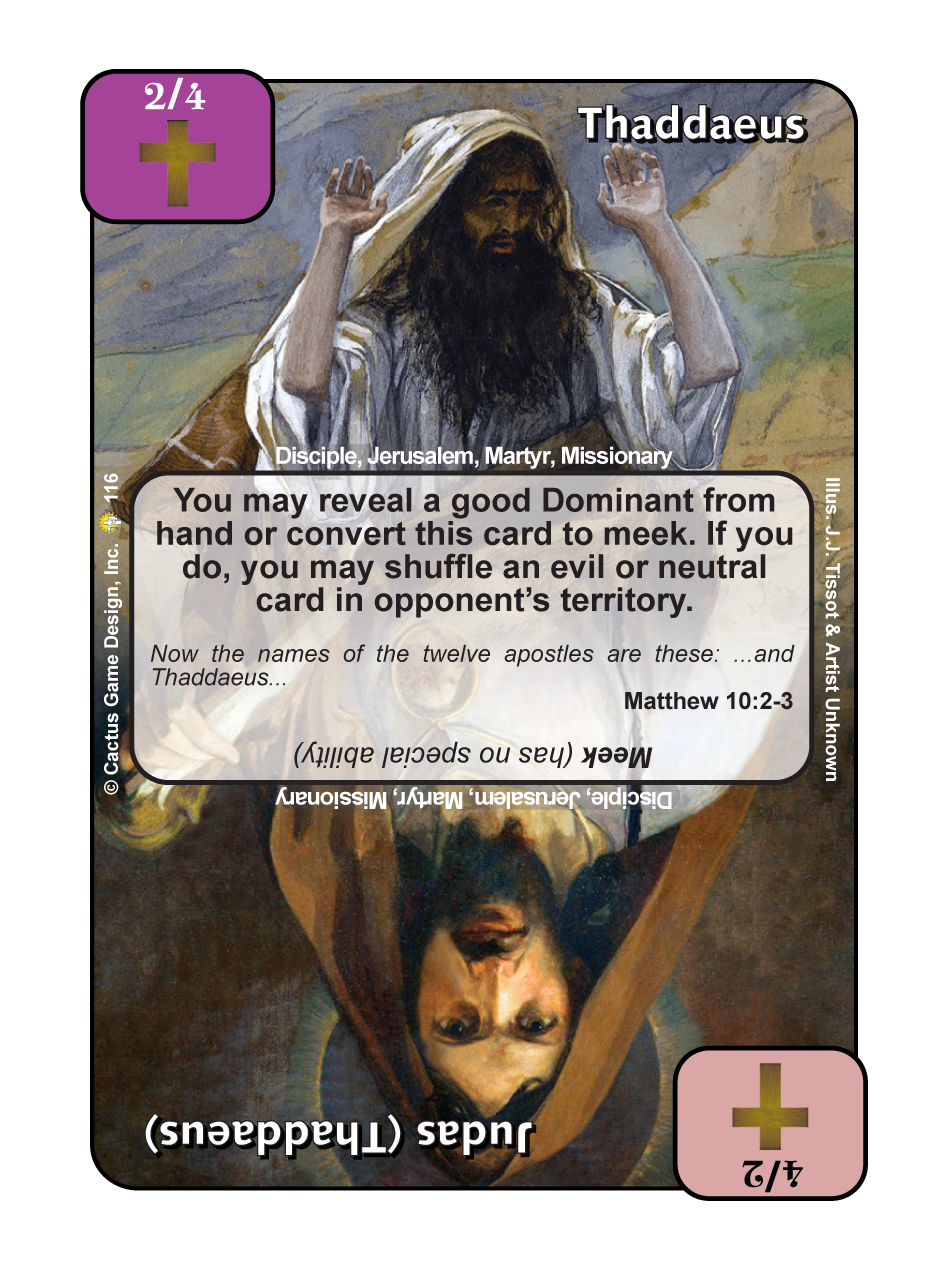 2/4
Thaddaeus
Disciple, Jerusalem, Martyr, Missionary
You may reveal a good Dominant from
hand or convert this card to meek. If you
do, you may shuffle an evil or neutral
card in opponent’s territory.
Now the names of the twelve apostles are these: ...and
Thaddaeus...
Matthew 10:2-3
© Cactus Game Design, Inc. 116
Illus. J.J. Tissot & Artist Unknown
4/2
Judas (Thaddaeus)
Disciple, Jerusalem, Martyr, Missionary
Meek (has no special ability)